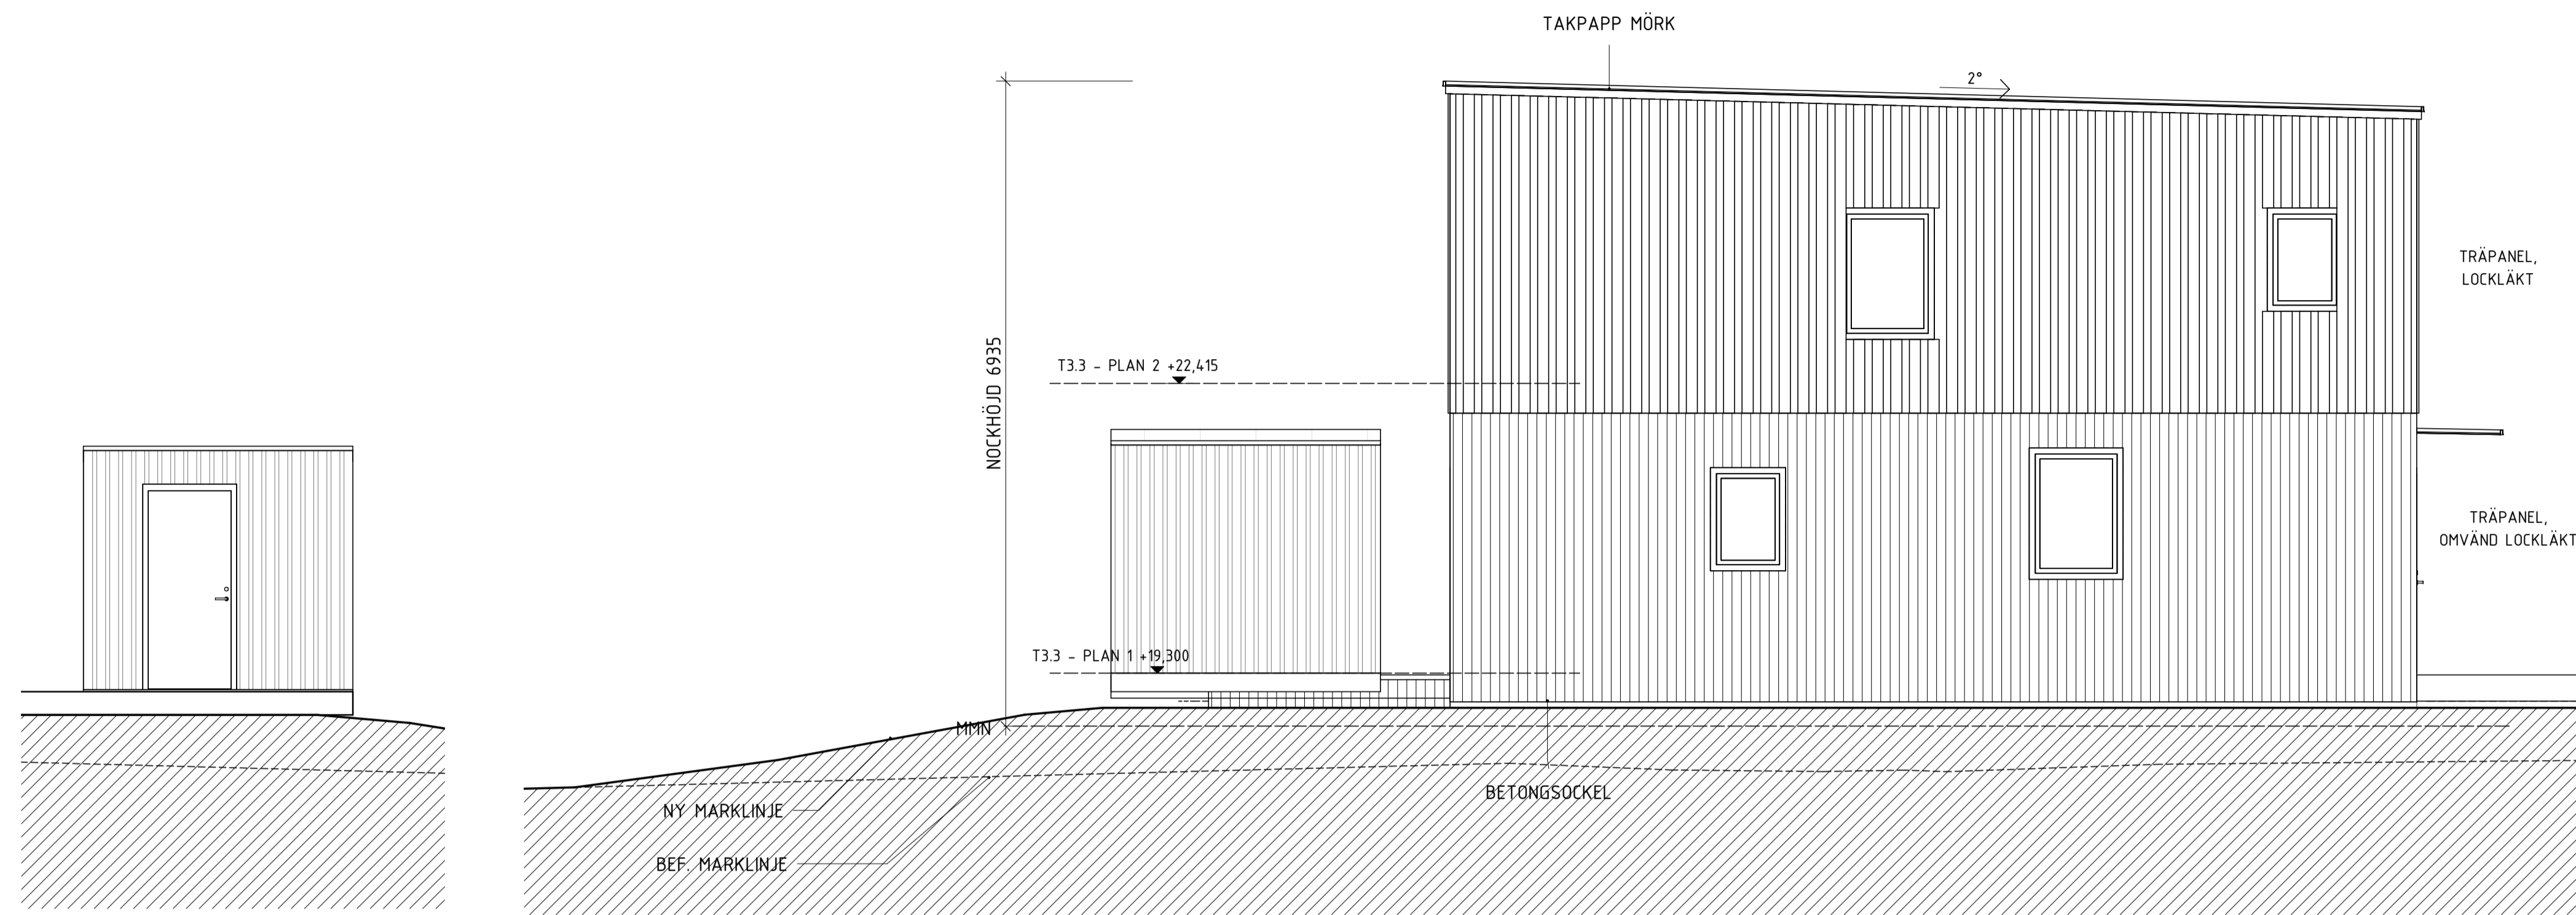 TAKPAPP MÖRK
2°
TRÄPANEL,
LOCKLÄKT
NOCKHÖJD 6935
T3.3 - PLAN 2 +22,415
TRÄPANEL,
OMVÄND LOCKLÄKT
T3.3 - PLAN 1 +19,300
MMN
BETONGSOCKEL
NY MARKLINJE
BEF. MARKLINJE